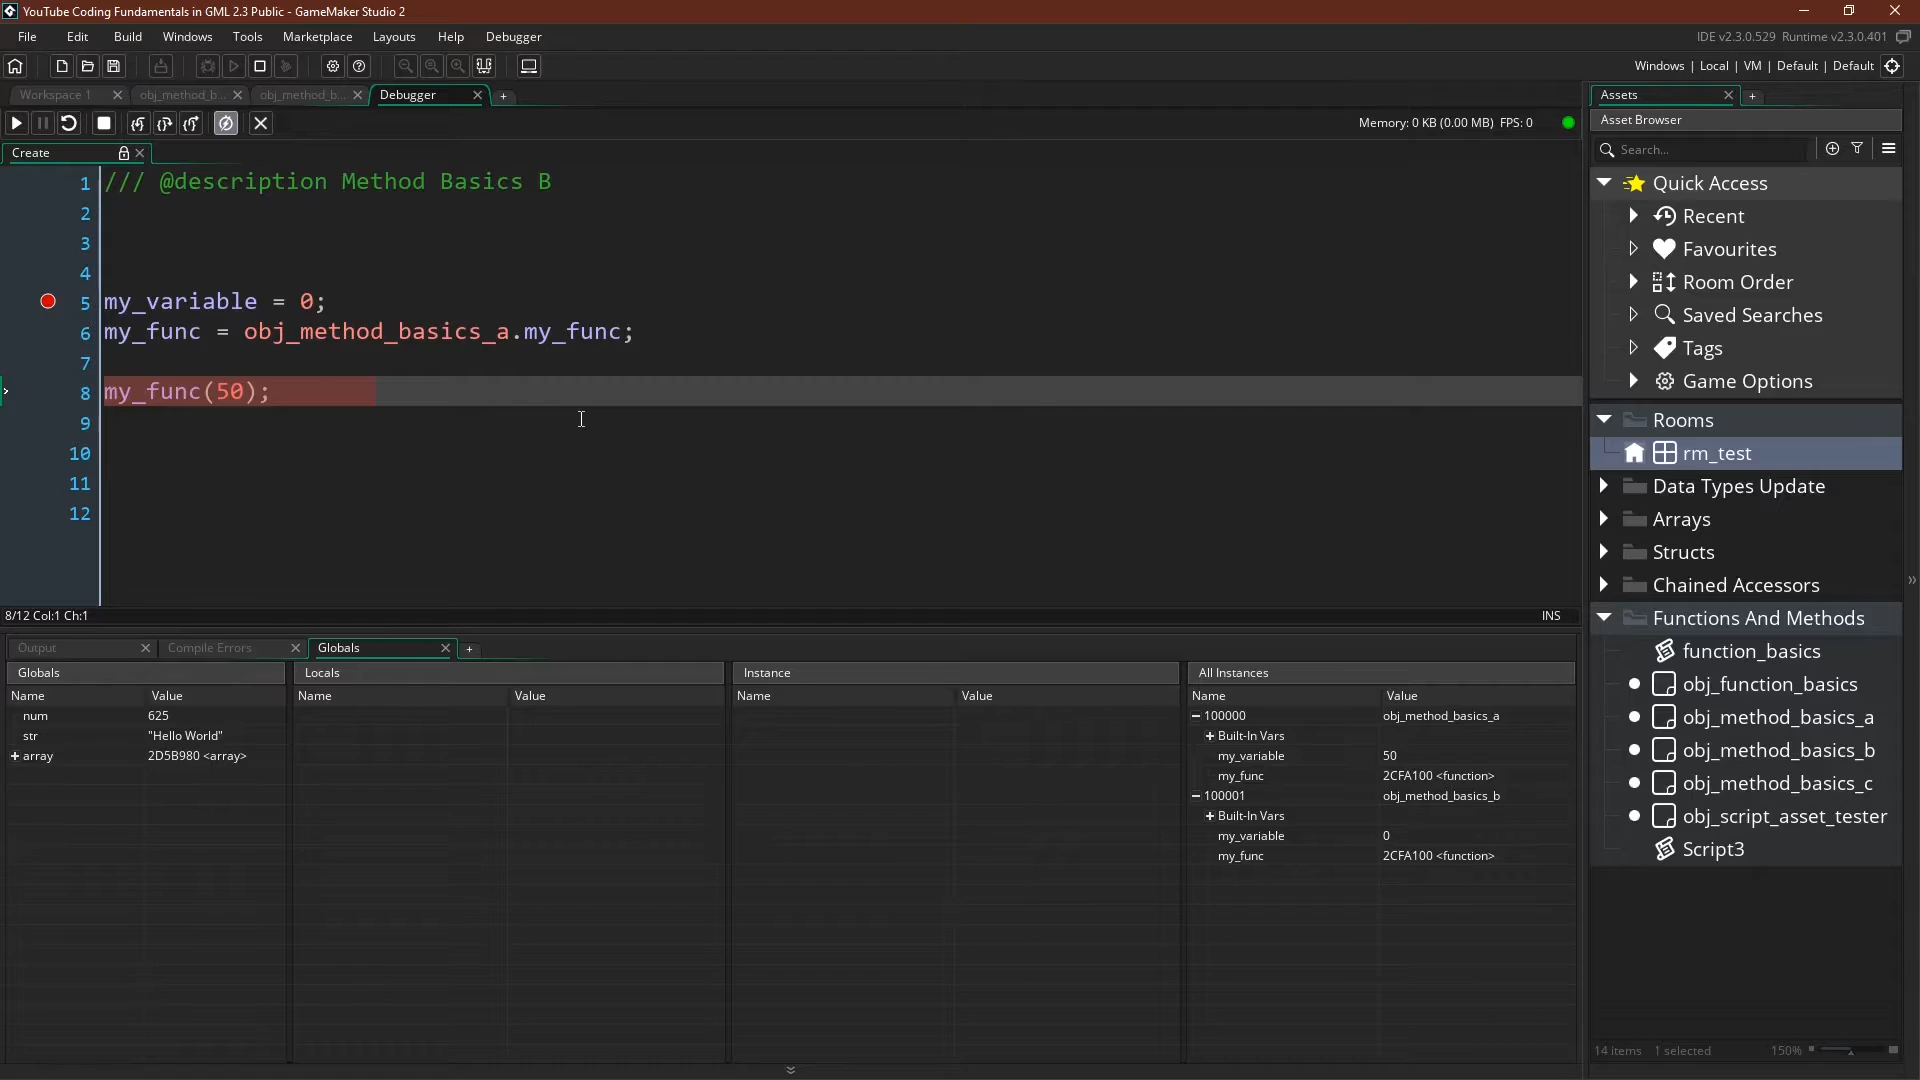 YouTube Coding Fundamentals in GML 2.3 Public - GameMaker Studio 2
File Edit Build Windows Tools Marketplace Layouts Help Debugger
IDE v2.3.0.529 Runtime v2.3.0.401
Windows | Local | VM | Default | Default
Workspace 1 obj_method_b... obj_method_b... Debugger +
Memory: 0 KB (0.00 MB) FPS: 0
Create
1 /// @description Method Basics B
2
3
4
5 my_variable = 0;
6 my_func = obj_method_basics_a.my_func;
7
8 my_func(50);
9
10
11
12
8/12 Col:1 Ch:1
INS
Output Compile Errors Globals +
Globals
Name Value
num 625
str "Hello World"
array 2D5B980 <array>
Locals
Name Value
Instance
Name Value
All Instances
Name Value
100000 obj_method_basics_a
Built-In Vars
my_variable 50
my_func 2CFA100 <function>
100001 obj_method_basics_b
Built-In Vars
my_variable 0
my_func 2CFA100 <function>
Assets +
Asset Browser
Search...
Quick Access
Recent
Favourites
Room Order
Saved Searches
Tags
Game Options
Rooms
rm_test
Data Types Update
Arrays
Structs
Chained Accessors
Functions And Methods
function_basics
obj_function_basics
obj_method_basics_a
obj_method_basics_b
obj_method_basics_c
obj_script_asset_tester
Script3
14 items 1 selected 150%